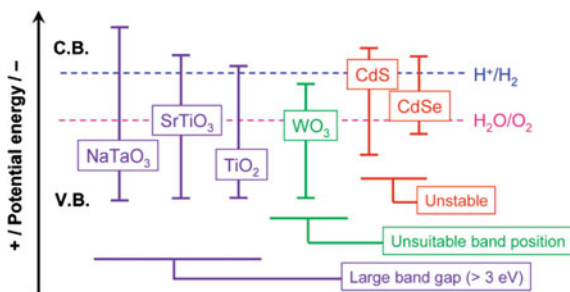 + / Potential energy / –
C.B.
V.B.
H⁺/H₂
H₂O/O₂
NaTaO₃
SrTiO₃
TiO₂
WO₃
CdS
CdSe
Unstable
Unsuitable band position
Large band gap (> 3 eV)